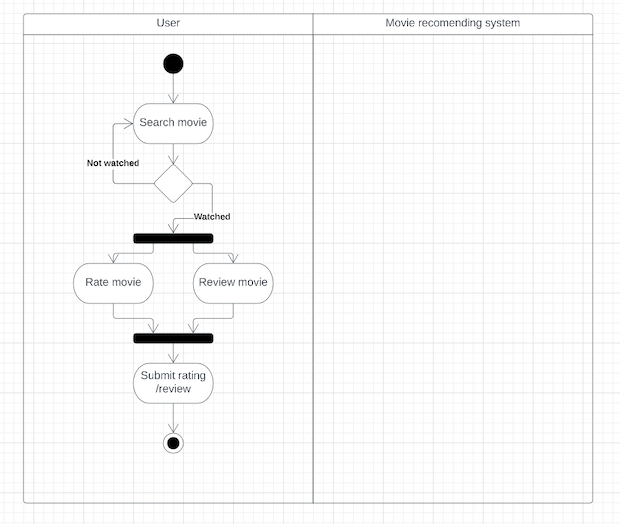 User
Movie recomending system
Search movie
Not watched
Watched
Rate movie
Review movie
Submit rating
/review